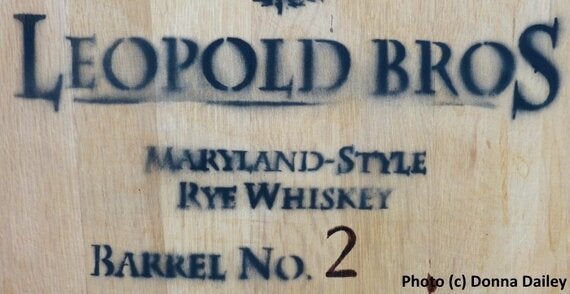 LEOPOLD BROS
MARYLAND-STYLE
RYE WHISKEY
BARREL NO. 2
Photo (c) Donna Dailey